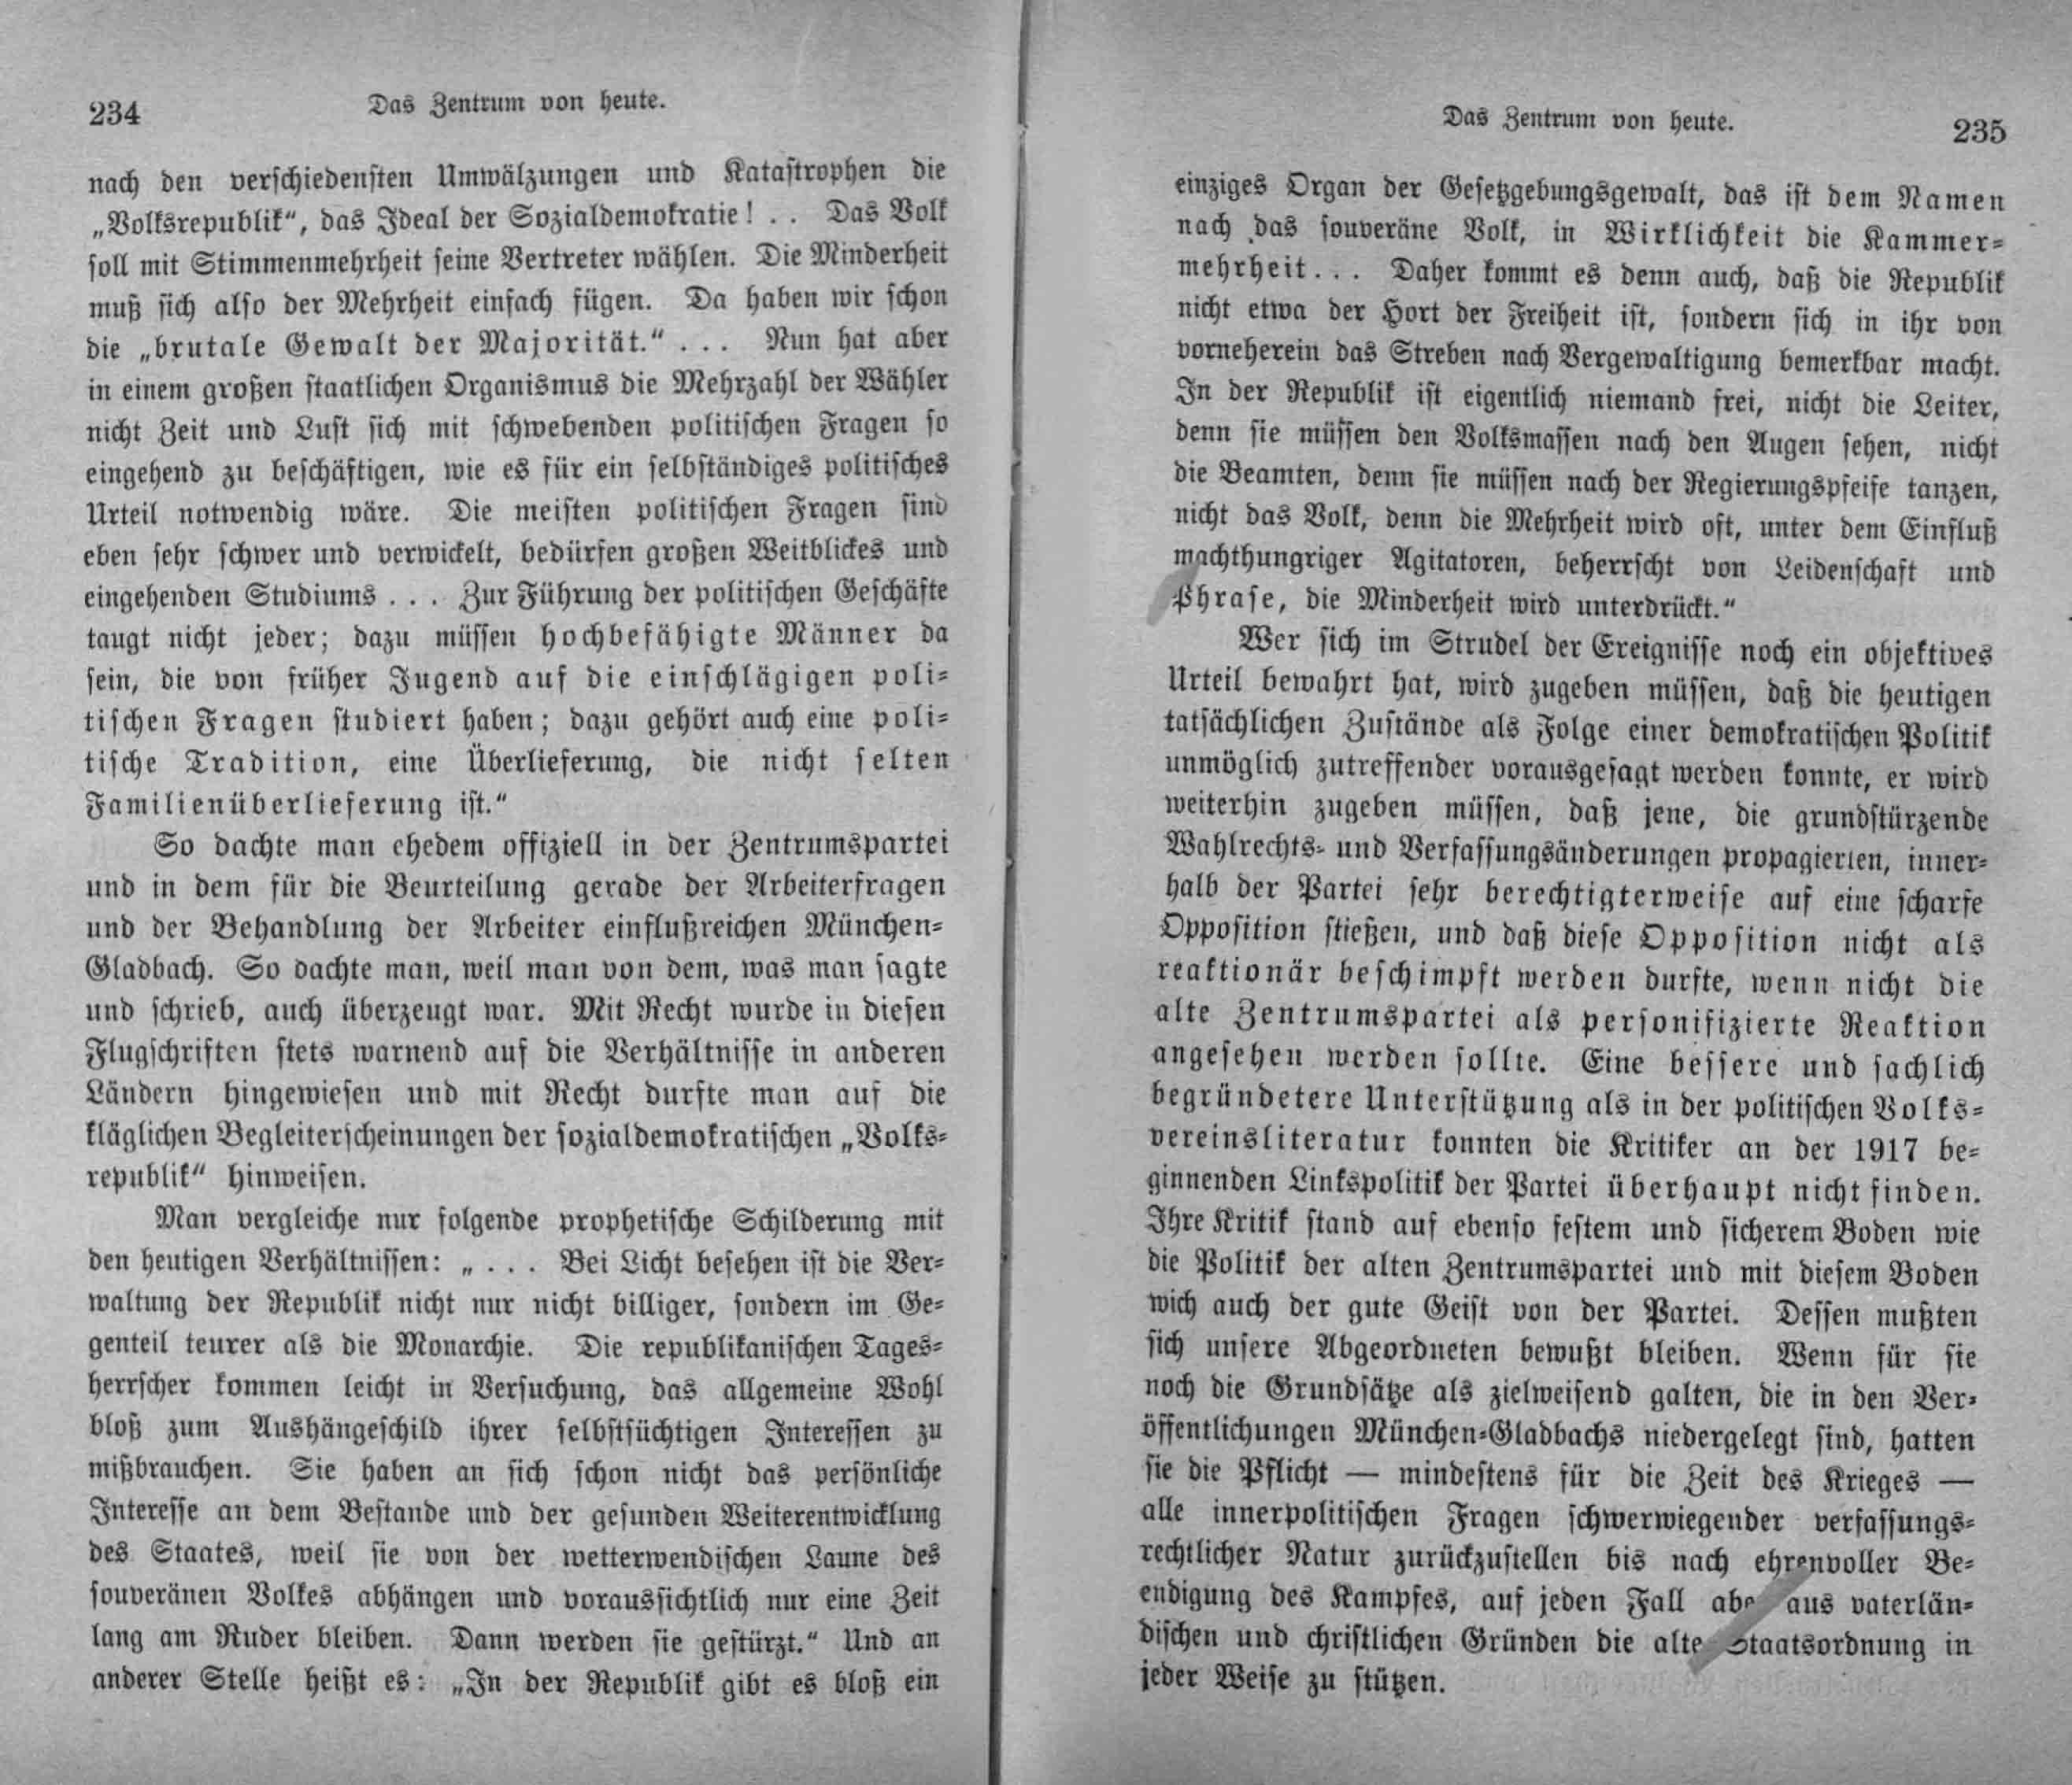 234
Das Zentrum von heute.
nach den verschiedensten Umwälzungen und Katastrophen die
„Volksrepublik“, das Ideal der Sozialdemokratie! . . Das Volk
soll mit Stimmenmehrheit seine Vertreter wählen. Die Minderheit
muß sich also der Mehrheit einfach fügen. Da haben wir schon
die „brutale Gewalt der Majorität.“ . . . Nun hat aber
in einem großen staatlichen Organismus die Mehrzahl der Wähler
nicht Zeit und Lust sich mit schwebenden politischen Fragen so
eingehend zu beschäftigen, wie es für ein selbständiges politisches
Urteil notwendig wäre. Die meisten politischen Fragen sind
eben sehr schwer und verwickelt, bedürfen großen Weitblickes und
eingehenden Studiums . . . Zur Führung der politischen Geschäfte
taugt nicht jeder; dazu müssen hochbefähigte Männer da
sein, die von früher Jugend auf die einschlägigen poli-
tischen Fragen studiert haben; dazu gehört auch eine poli-
tische Tradition, eine Überlieferung, die nicht selten
Familienüberlieferung ist.“
So dachte man ehedem offiziell in der Zentrumspartei
und in dem für die Beurteilung gerade der Arbeiterfragen
und der Behandlung der Arbeiter einflußreichen München-
Gladbach. So dachte man, weil man von dem, was man sagte
und schrieb, auch überzeugt war. Mit Recht wurde in diesen
Flugschriften stets warnend auf die Verhältnisse in anderen
Ländern hingewiesen und mit Recht durfte man auf die
kläglichen Begleiterscheinungen der sozialdemokratischen „Volks-
republik“ hinweisen.
Man vergleiche nur folgende prophetische Schilderung mit
den heutigen Verhältnissen: „ . . . Bei Licht besehen ist die Ver-
waltung der Republik nicht nur nicht billiger, sondern im Ge-
genteil teurer als die Monarchie. Die republikanischen Tages-
herrscher kommen leicht in Versuchung, das allgemeine Wohl
bloß zum Aushängeschild ihrer selbstsüchtigen Interessen zu
mißbrauchen. Sie haben an sich schon nicht das persönliche
Interesse an dem Bestande und der gesunden Weiterentwicklung
des Staates, weil sie von der wetterwendischen Laune des
souveränen Volkes abhängen und voraussichtlich nur eine Zeit
lang am Ruder bleiben. Dann werden sie gestürzt.“ Und an
anderer Stelle heißt es: „In der Republik gibt es bloß ein
Das Zentrum von heute.
235
einziges Organ der Gesetzgebungsgewalt, das ist dem Namen
nach das souveräne Volk, in Wirklichkeit die Kammer-
mehrheit. . . Daher kommt es denn auch, daß die Republik
nicht etwa der Hort der Freiheit ist, sondern sich in ihr von
vorneherein das Streben nach Vergewaltigung bemerkbar macht.
In der Republik ist eigentlich niemand frei, nicht die Leiter,
denn sie müssen den Volksmassen nach den Augen sehen, nicht
die Beamten, denn sie müssen nach der Regierungspfeife tanzen,
nicht das Volk, denn die Mehrheit wird oft, unter dem Einfluß
machthungriger Agitatoren, beherrscht von Leidenschaft und
Phrase, die Minderheit wird unterdrückt.“
Wer sich im Strudel der Ereignisse noch ein objektives
Urteil bewahrt hat, wird zugeben müssen, daß die heutigen
tatsächlichen Zustände als Folge einer demokratischen Politik
unmöglich zutreffender vorausgesagt werden konnte, er wird
weiterhin zugeben müssen, daß jene, die grundstürzende
Wahlrechts- und Verfassungsänderungen propagierten, inner-
halb der Partei sehr berechtigterweise auf eine scharfe
Opposition stießen, und daß diese Opposition nicht als
reaktionär beschimpft werden durfte, wenn nicht die
alte Zentrumspartei als personifizierte Reaktion
angesehen werden sollte. Eine bessere und sachlich
begründetere Unterstützung als in der politischen Volks-
vereinsliteratur konnten die Kritiker an der 1917 be-
ginnenden Linkspolitik der Partei überhaupt nicht finden.
Ihre Kritik stand auf ebenso festem und sicherem Boden wie
die Politik der alten Zentrumspartei und mit diesem Boden
wich auch der gute Geist von der Partei. Dessen mußten
sich unsere Abgeordneten bewußt bleiben. Wenn für sie
noch die Grundsätze als zielweisend galten, die in den Ver-
öffentlichungen München-Gladbachs niedergelegt sind, hatten
sie die Pflicht — mindestens für die Zeit des Krieges —
alle innerpolitischen Fragen schwerwiegender verfassungs-
rechtlicher Natur zurückzustellen bis nach ehrenvoller Be-
endigung des Kampfes, auf jeden Fall aber aus vaterlän-
dischen und christlichen Gründen die alte Staatsordnung in
jeder Weise zu stützen.